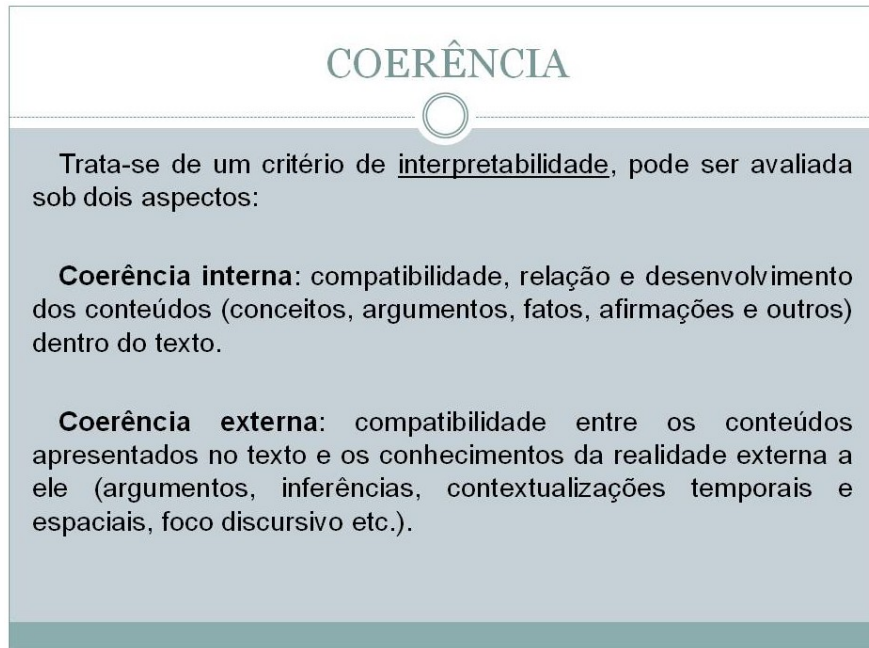 COERÊNCIA
Trata-se de um critério de interpretabilidade, pode ser avaliada
sob dois aspectos:
Coerência interna: compatibilidade, relação e desenvolvimento
dos conteúdos (conceitos, argumentos, fatos, afirmações e outros)
dentro do texto.
Coerência externa: compatibilidade entre os conteúdos
apresentados no texto e os conhecimentos da realidade externa a
ele (argumentos, inferências, contextualizações temporais e
espaciais, foco discursivo etc.).